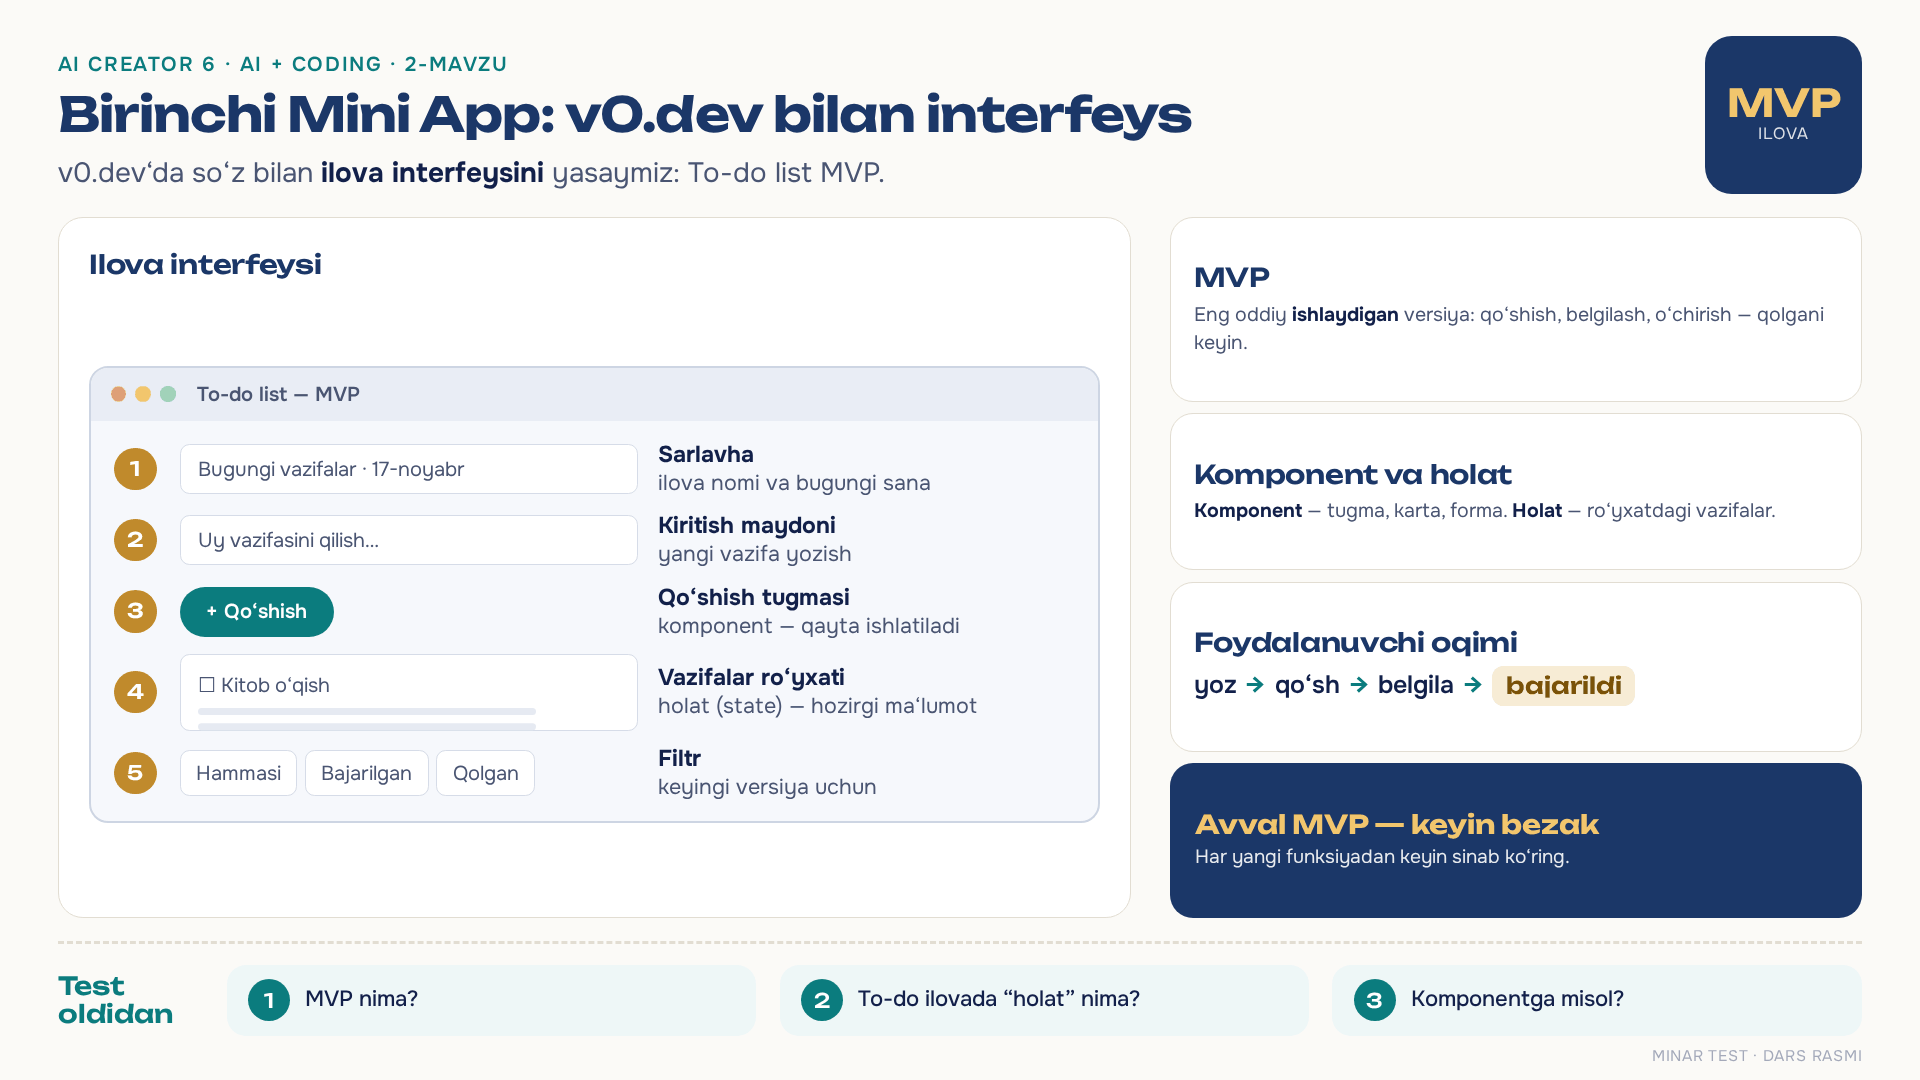 AI CREATOR 6 · AI + CODING · 2-MAVZU
Birinchi Mini App: v0.dev bilan interfeys
v0.dev‘da so‘z bilan ilova interfeysini yasaymiz: To-do list MVP.
MVP
ILOVA
Ilova interfeysi
To-do list — MVP
1
Bugungi vazifalar · 17-noyabr
Sarlavha
ilova nomi va bugungi sana
2
Uy vazifasini qilish...
Kiritish maydoni
yangi vazifa yozish
3
+ Qo‘shish
Qo‘shish tugmasi
komponent — qayta ishlatiladi
4
☐ Kitob o‘qish
Vazifalar ro‘yxati
holat (state) — hozirgi ma‘lumot
5
Hammasi
Bajarilgan
Qolgan
Filtr
keyingi versiya uchun
MVP
Eng oddiy ishlaydigan versiya: qo‘shish, belgilash, o‘chirish — qolgani
keyin.
Komponent va holat
Komponent — tugma, karta, forma. Holat — ro‘yxatdagi vazifalar.
Foydalanuvchi oqimi
yoz → qo‘sh → belgila → bajarildi
Avval MVP — keyin bezak
Har yangi funksiyadan keyin sinab ko‘ring.
Test
oldidan
1 MVP nima?
2 To-do ilovada “holat” nima?
3 Komponentga misol?
MINAR TEST · DARS RASMI